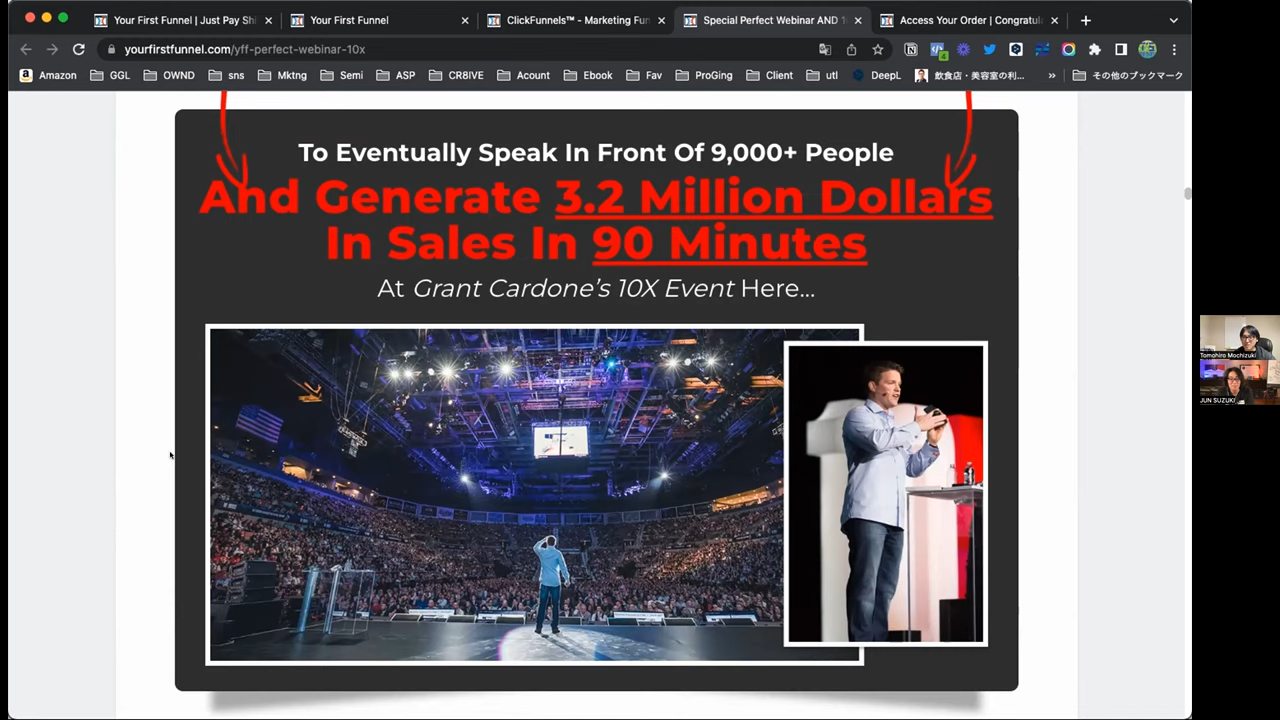 Your First Funnel | Just Pay Shi
Your First Funnel
ClickFunnels™ - Marketing Fun
Special Perfect Webinar AND 1
Access Your Order | Congratul
yourfirstfunnel.com/yff-perfect-webinar-10x
Amazon
GGL
OWND
sns
Mktng
Semi
ASP
CR8IVE
Acount
Ebook
Fav
ProGing
Client
utl
DeepL
飲食店・美容室の利...
»
その他のブックマーク
To Eventually Speak In Front Of 9,000+ People
And Generate 3.2 Million Dollars
In Sales In 90 Minutes
At Grant Cardone's 10X Event Here...
Tomohiro Mochizuki
JUN SUZUKI